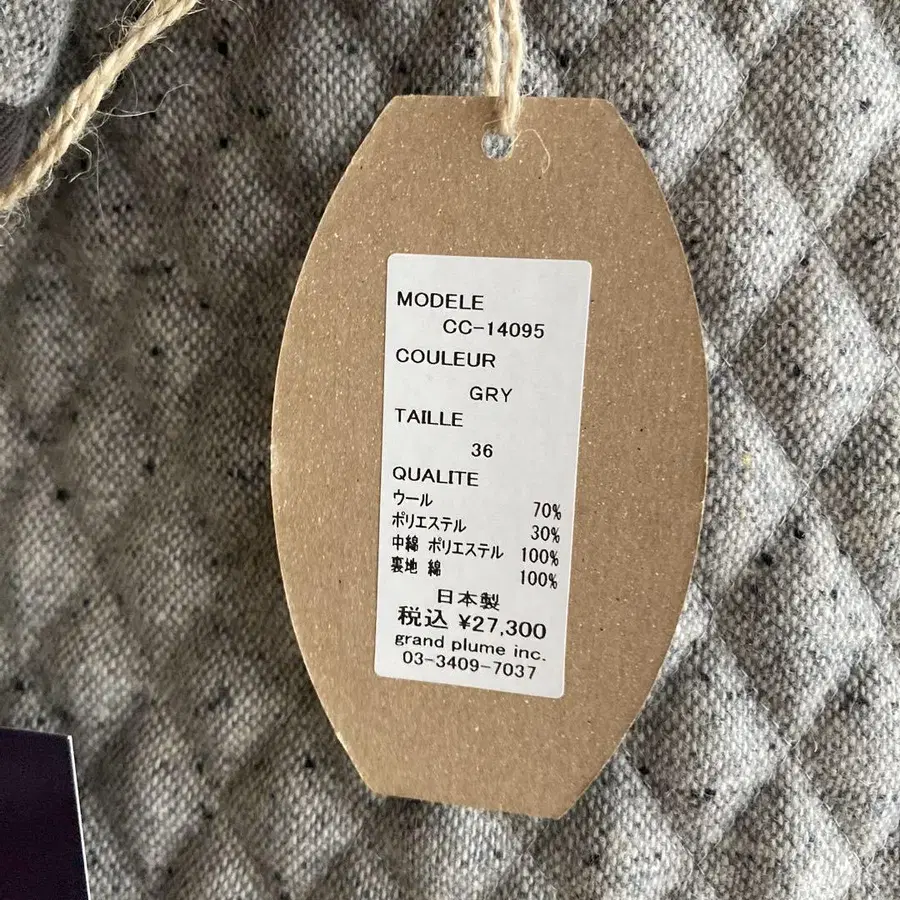 MODELE
CC-14095
COULEUR
GRY
TAILLE
36
QUALITE
ウール 70%
ポリエステル 30%
中綿 ポリエステル 100%
裏地 綿 100%
日本製
税込 ¥27,300
grand plume inc.
03-3409-7037